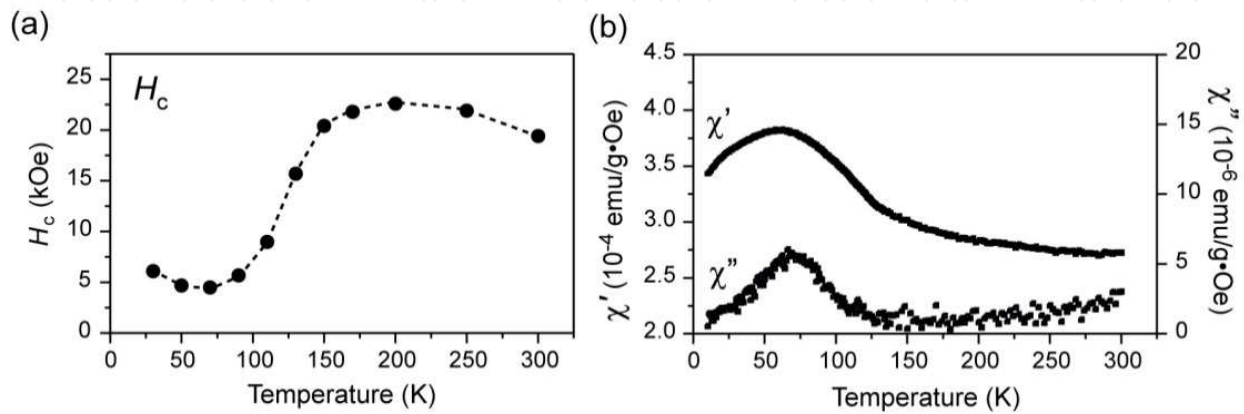 (a)
H_c
H_c (kOe)
25
20
15
10
5
0
0 50 100 150 200 250 300
Temperature (K)
(b)
χ' (10⁻⁴ emu/g•Oe)
4.5
4.0
3.5
3.0
2.5
2.0
χ'
χ"
20
15
10
5
0
χ" (10⁻⁶ emu/g•Oe)
0 50 100 150 200 250 300
Temperature (K)